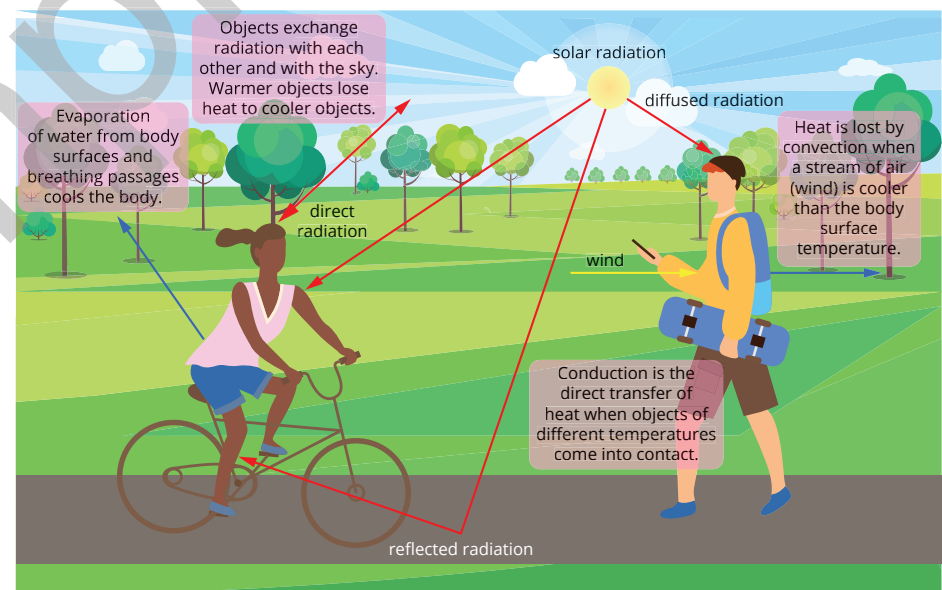 Objects exchange
radiation with each
other and with the sky.
Warmer objects lose
heat to cooler objects.
solar radiation
diffused radiation
Evaporation
of water from body
surfaces and
breathing passages
cools the body.
Heat is lost by
convection when
a stream of air
(wind) is cooler
than the body
surface
temperature.
direct
radiation
wind
Conduction is the
direct transfer of
heat when objects of
different temperatures
come into contact.
reflected radiation